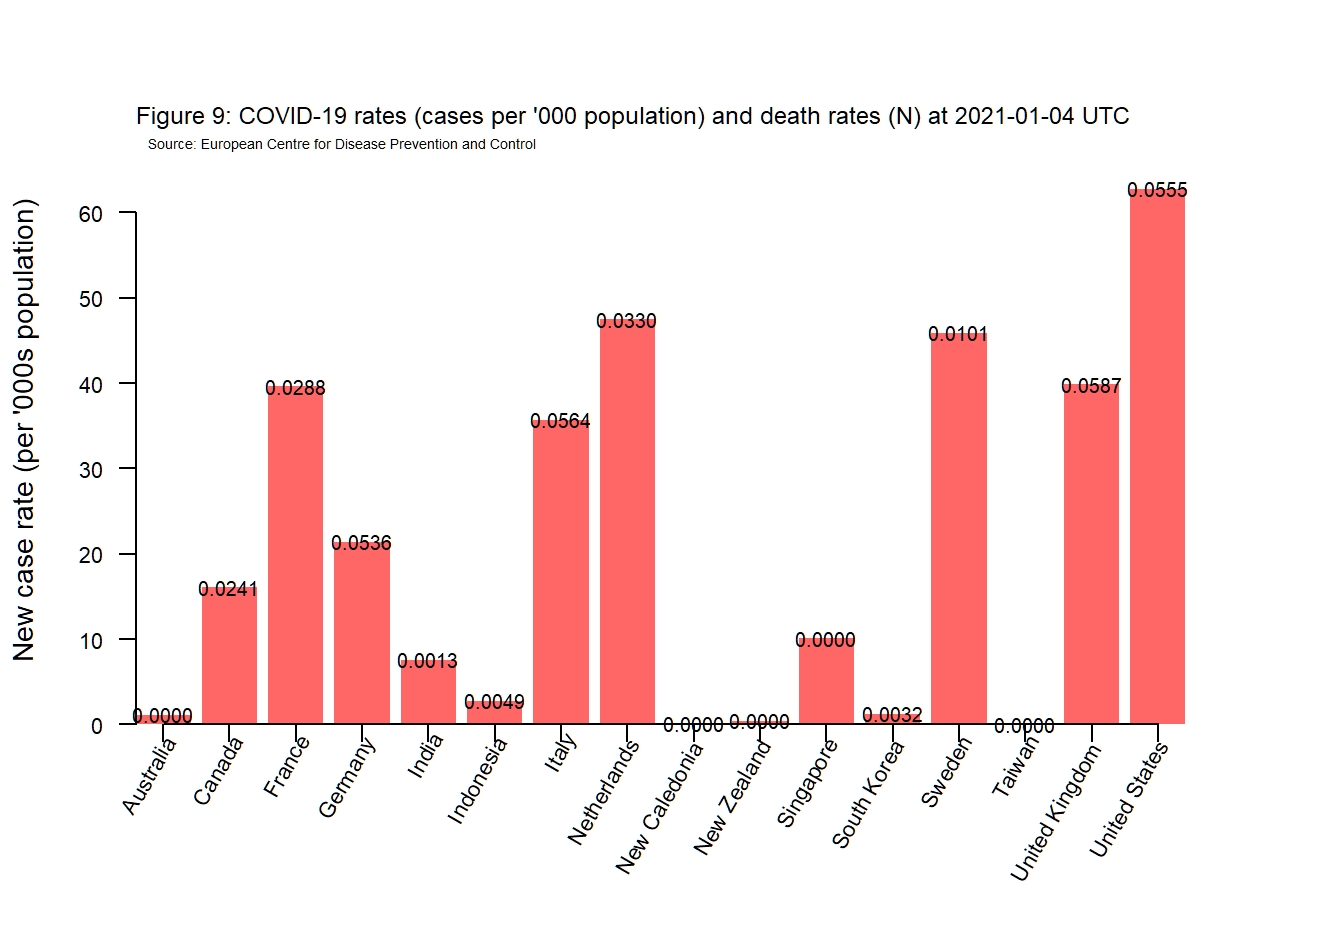 Figure 9: COVID-19 rates (cases per '000 population) and death rates (N) at 2021-01-04 UTC
Source: European Centre for Disease Prevention and Control
New case rate (per '000s population)
60
50
40
30
20
10
0
0.0000
0.0241
0.0288
0.0536
0.0013
0.0049
0.0564
0.0330
0.0000
0.0000
0.0000
0.0032
0.0101
0.0000
0.0587
0.0555
Australia
Canada
France
Germany
India
Indonesia
Italy
Netherlands
New Caledonia
New Zealand
Singapore
South Korea
Sweden
Taiwan
United Kingdom
United States